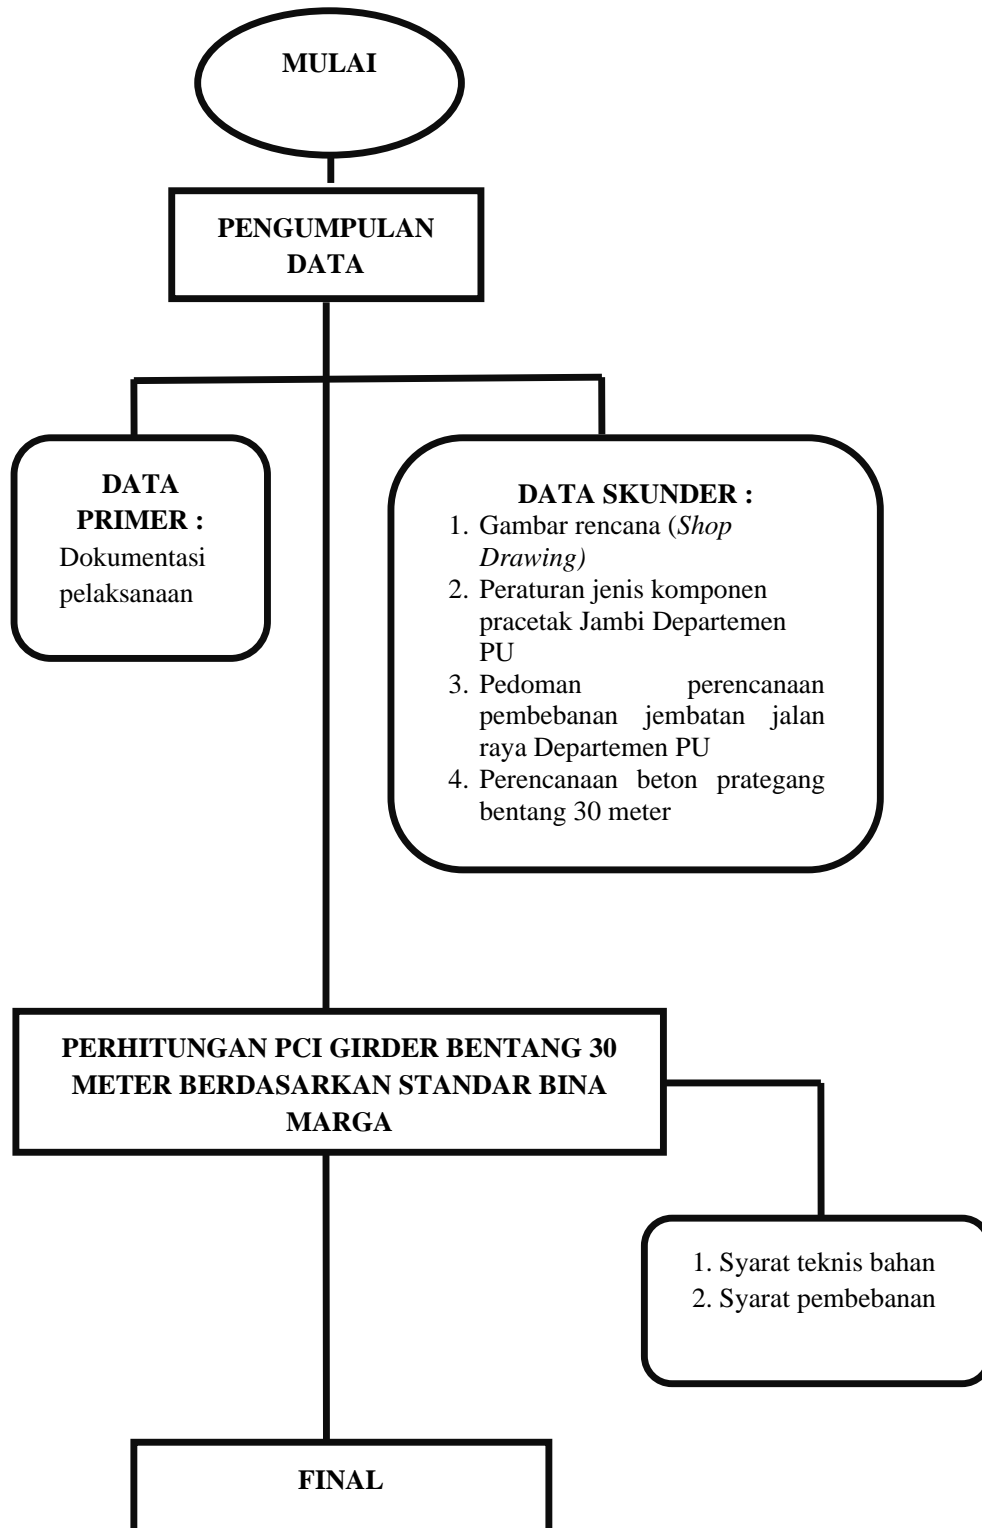 MULAI
PENGUMPULAN
DATA
DATA
PRIMER :
Dokumentasi
pelaksanaan
DATA SKUNDER :
1. Gambar rencana (Shop
Drawing)
2. Peraturan jenis komponen
pracetak Jambi Departemen
PU
3. Pedoman perencanaan
pembebanan jembatan jalan
raya Departemen PU
4. Perencanaan beton prategang
bentang 30 meter
PERHITUNGAN PCI GIRDER BENTANG 30
METER BERDASARKAN STANDAR BINA
MARGA
1. Syarat teknis bahan
2. Syarat pembebanan
FINAL